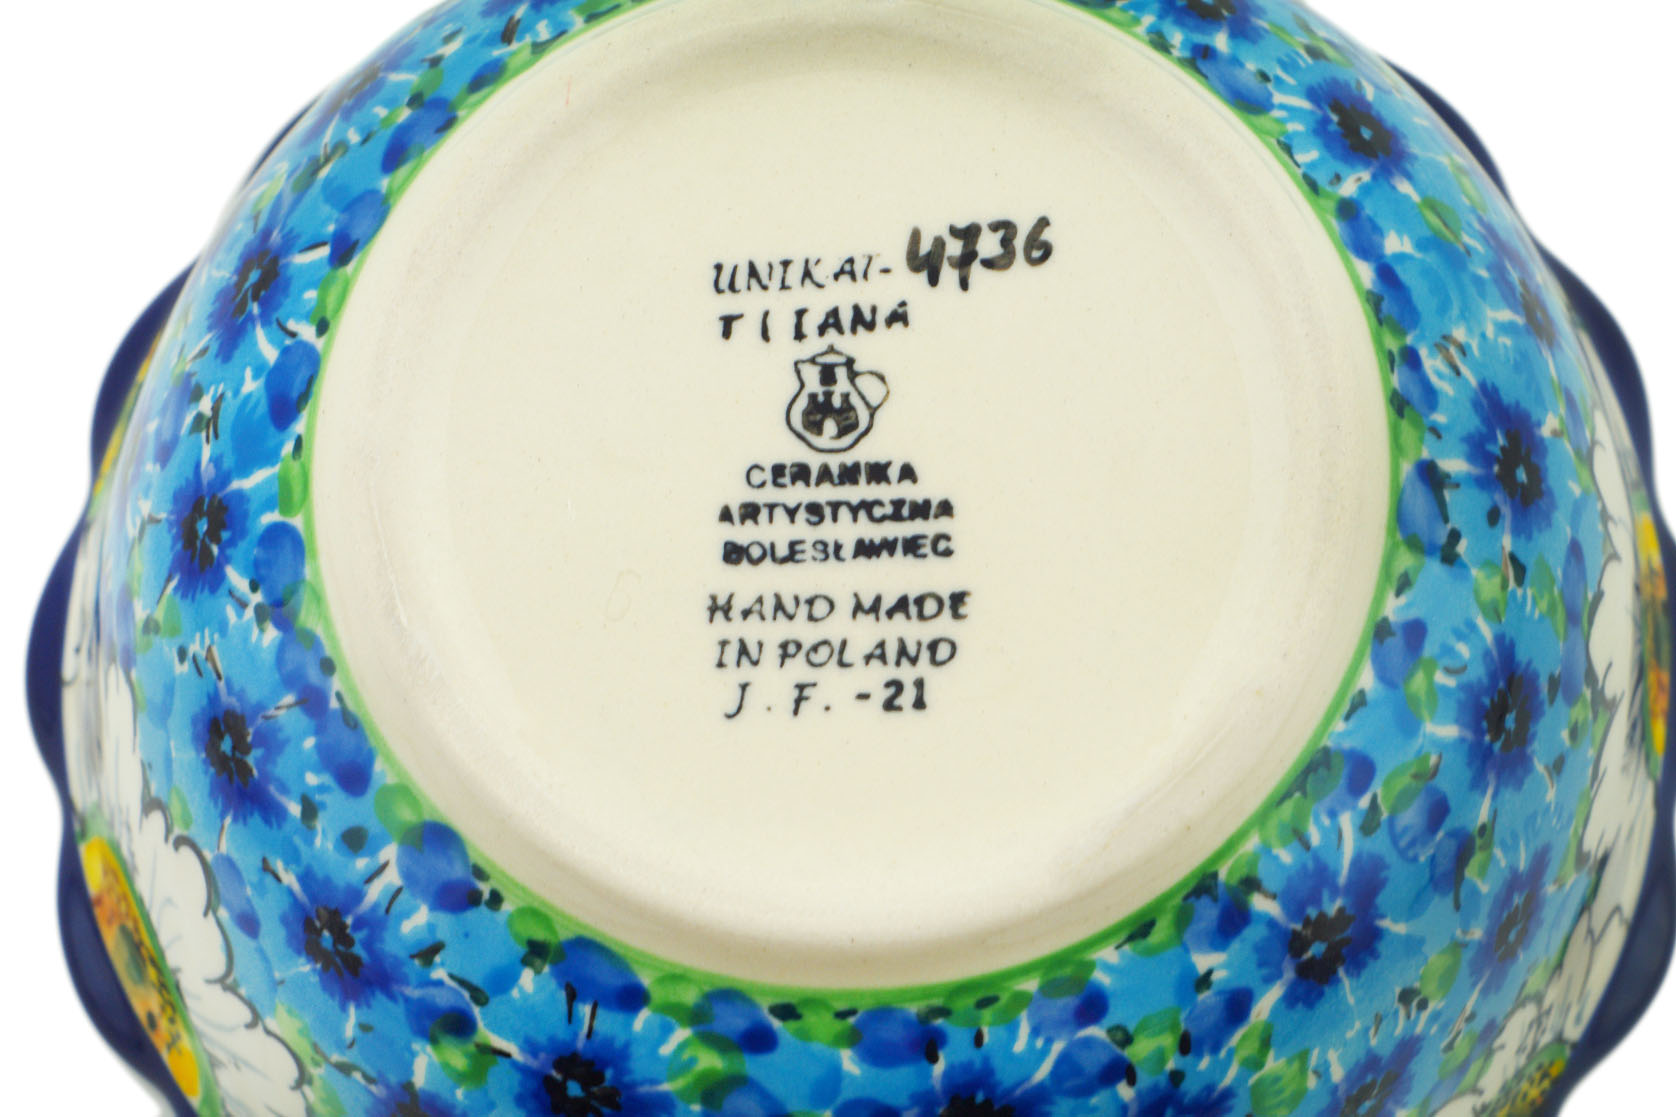 UNIKAT- 4736
TIIANA
CERAMIKA
ARTYSTYCZNA
BOLESŁAWIEC
HAND MADE
IN POLAND
J. F. -21